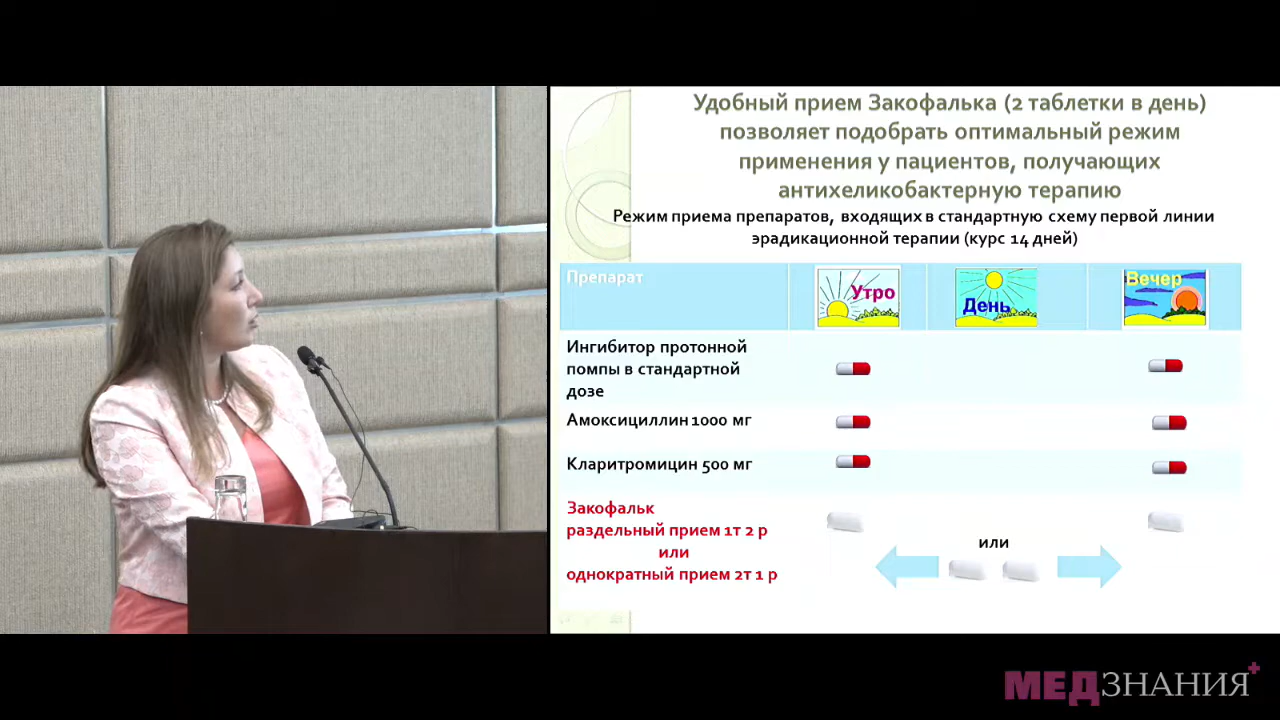 Удобный прием Закофалька (2 таблетки в день)
позволяет подобрать оптимальный режим
применения у пациентов, получающих
антихеликобактерную терапию
Режим приема препаратов, входящих в стандартную схему первой линии
эрадикационной терапии (курс 14 дней)
Препарат
Утро
День
Вечер
Ингибитор протонной
помпы в стандартной
дозе
Амоксициллин 1000 мг
Кларитромицин 500 мг
Закофальк
раздельный прием 1т 2 р
или
однократный прием 2т 1 р
или
МЕДЗНАНИЯ+